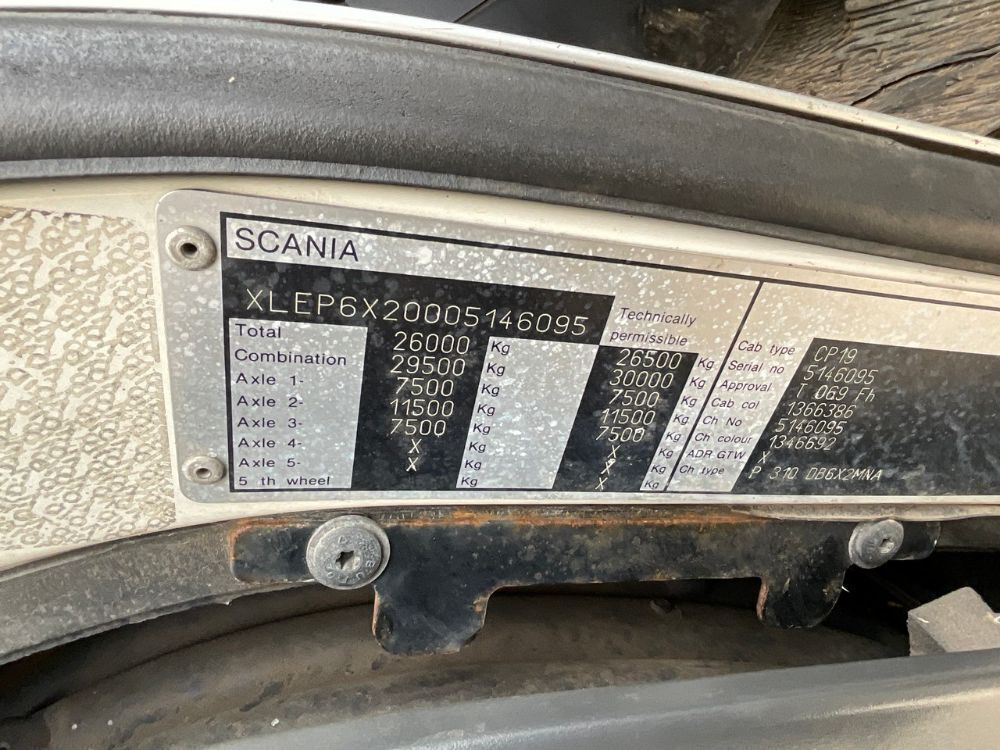 SCANIA
XLEP6X20005146095
Technically permissible
Total 26000 Kg 26500 Kg
Combination 29500 Kg 30000 Kg
Axle 1- 7500 Kg 7500 Kg
Axle 2- 11500 Kg 11500 Kg
Axle 3- 7500 Kg 7500 Kg
Axle 4- X Kg X Kg
Axle 5- X Kg X Kg
5 th wheel Kg X Kg
Cab type CP19
Serial no 5146095
Approval T 069 Fh
Cab col 1366386
Ch No 5146095
Ch colour 1346692
ADR GTW X
Ch type P 310 DB6X2MNA